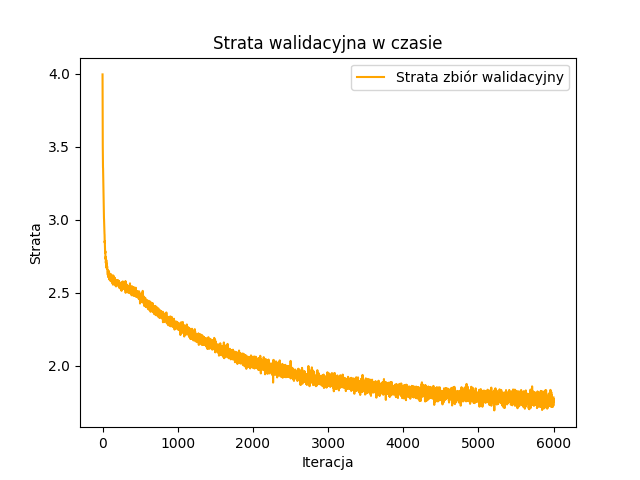 Strata walidacyjna w czasie
Strata zbiór walidacyjny
4.0
3.5
3.0
2.5
2.0
Strata
0 1000 2000 3000 4000 5000 6000
Iteracja